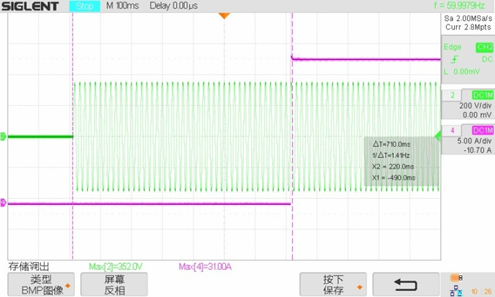 SIGLENT Stop M 100ms Delay 0.00μs f = 59.9979Hz
Sa 2.00MSa/s
Curr 2.8Mpts
Edge CH2
DC
L 0.00mV
2 DC1M
200 V/div
0.00 mV
4 DC1M
5.00 A/div
-10.70 A
△T=710.0ms
1/△T=1.41Hz
X2 = 220.0ms
X1 = -490.0ms
存储调出 Max[2]=352.0V Max[4]=31.00A
类型
BMP图像
屏幕
反相
按下
保存
10 : 26